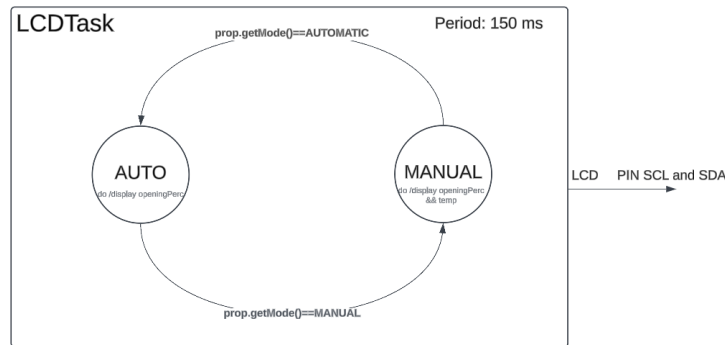 LCDTask
Period: 150 ms
prop.getMode()==AUTOMATIC
AUTO
do /display openingPerc
MANUAL
do /display openingPerc
&& temp
LCD PIN SCL and SDA
prop.getMode()==MANUAL